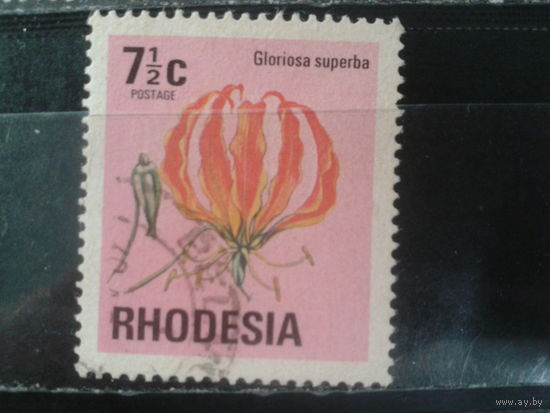 7½c
POSTAGE
Gloriosa superba
RHODESIA
www.ay.by